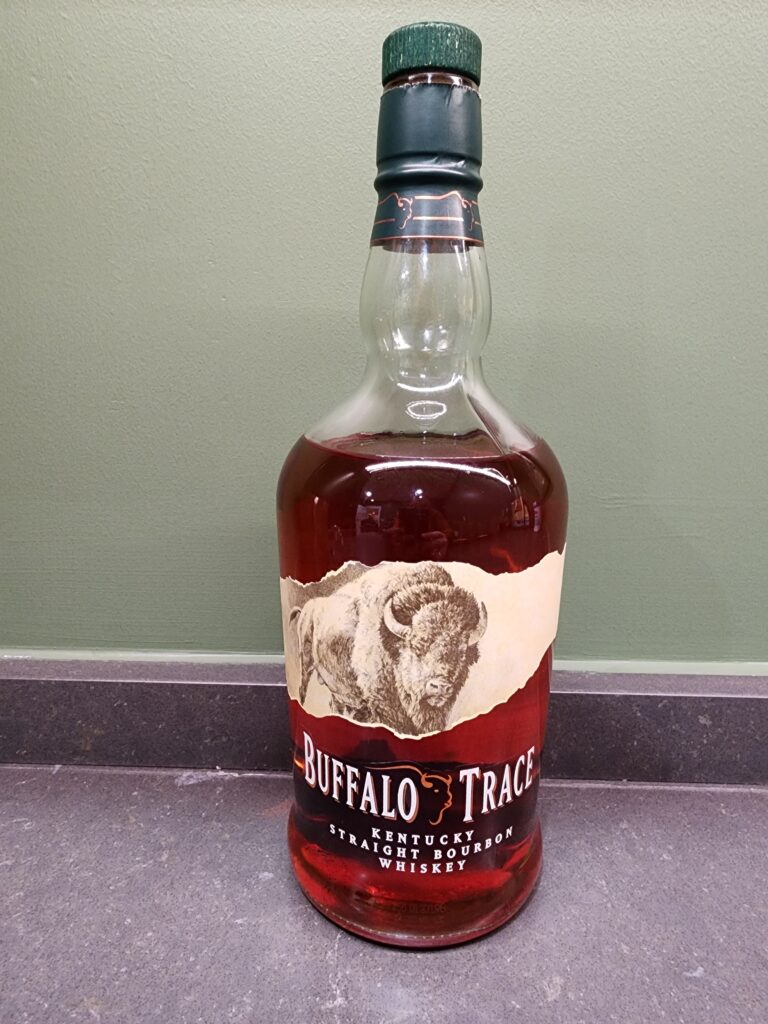 BUFFALO TRACE
KENTUCKY
STRAIGHT BOURBON
WHISKEY